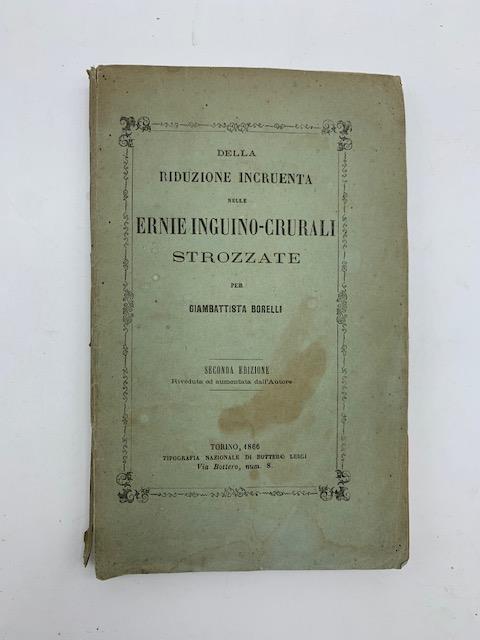 DELLA
RIDUZIONE INCRUENTA
NELLE
ERNIE INGUINO-CRURALI
STROZZATE
PER
GIAMBATTISTA BORELLI
SECONDA EDIZIONE
Riveduta ed aumentata dall'Autore
TORINO, 1866
TIPOGRAFIA NAZIONALE DI BOTTERO LUIGI
Via Bottero, num. 8.